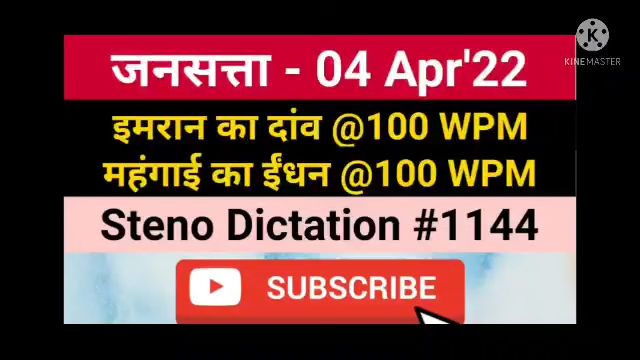 जनसत्ता - 04 Apr'22
इमरान का दांव @100 WPM
महंगाई का ईंधन @100 WPM
Steno Dictation #1144
SUBSCRIBE
K
KINEMASTER